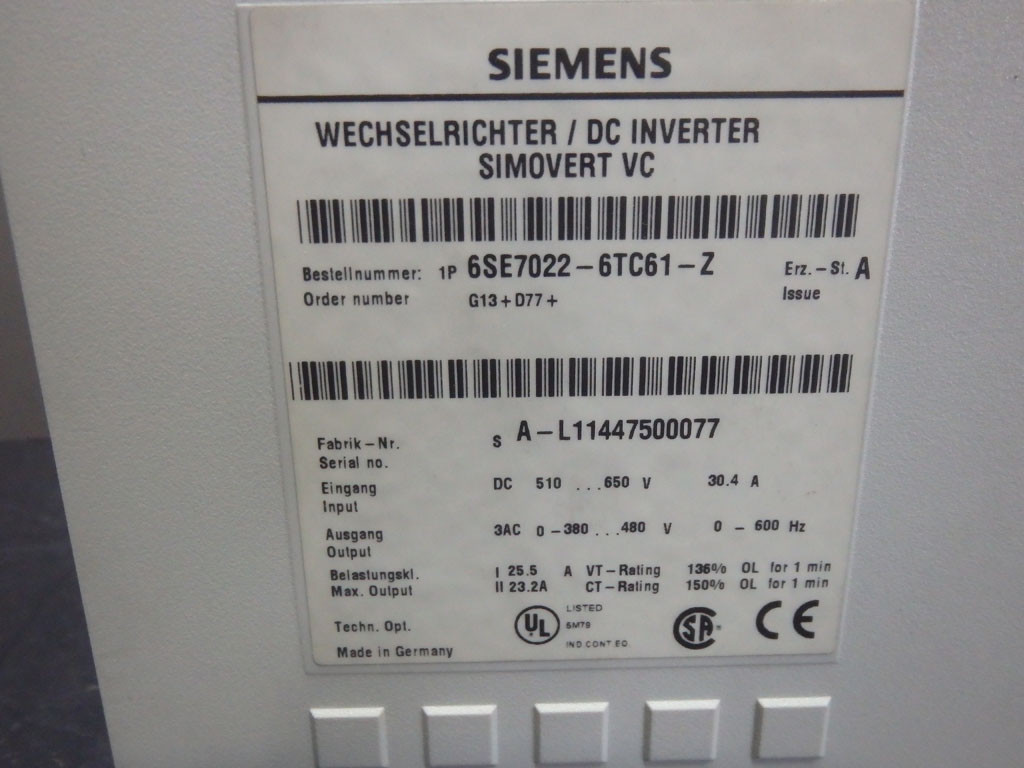 SIEMENS
WECHSELRICHTER / DC INVERTER
SIMOVERT VC
Bestellnummer: 1P 6SE7022-6TC61-Z Erz.-St. A
Order number G13+D77+ Issue
Fabrik-Nr. S A-L11447500077
Serial no.
Eingang DC 510 ...650 V 30.4 A
Input
Ausgang 3AC 0-380...480 V 0 - 600 Hz
Output
Belastungskl. I 25.5 A VT-Rating 136% OL for 1 min
Max. Output II 23.2A CT-Rating 150% OL for 1 min
Techn. Opt. UL LISTED 6M79 IND.CONT.EQ. SA CE
Made in Germany